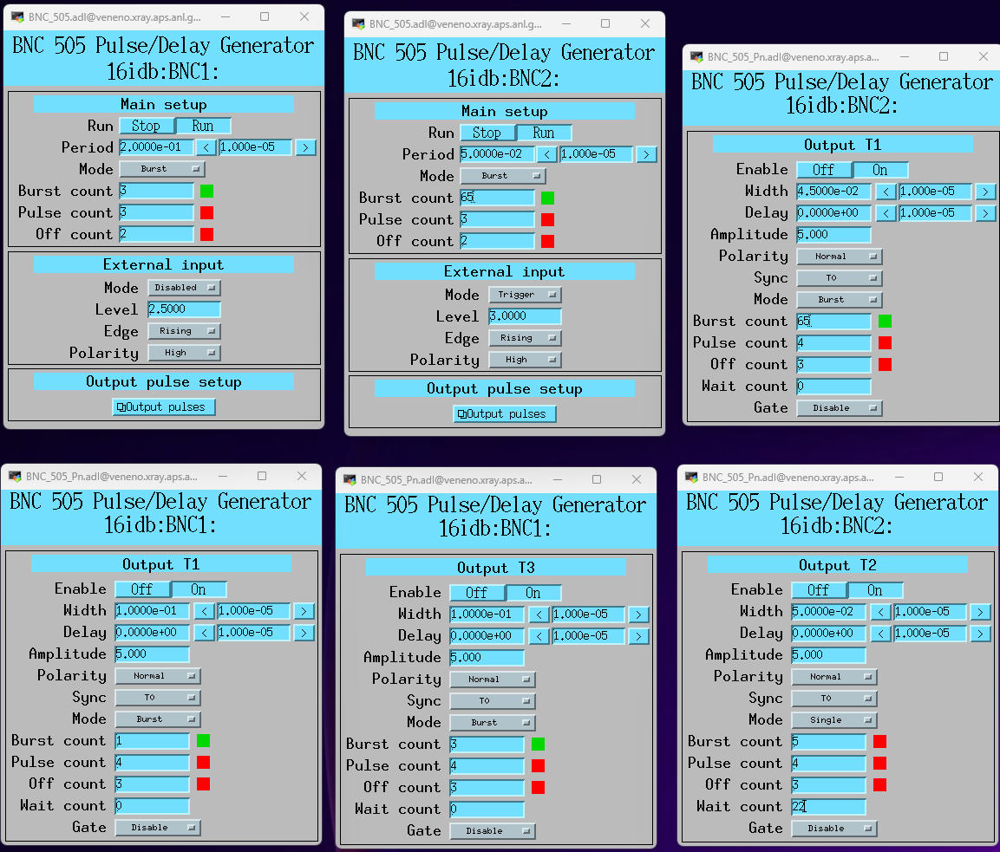 BNC_505.adl@veneno.xray.aps.anl.g...
BNC 505 Pulse/Delay Generator
16idb:BNC1:
Main setup
Run Stop Run
Period 2.0000e-01 < 1.000e-05 >
Mode Burst
Burst count 3
Pulse count 3
Off count 2
External input
Mode Disabled
Level 2.5000
Edge Rising
Polarity High
Output pulse setup
Output pulses
BNC_505.adl@veneno.xray.aps.anl.g...
BNC 505 Pulse/Delay Generator
16idb:BNC2:
Main setup
Run Stop Run
Period 5.0000e-02 < 1.000e-05 >
Mode Burst
Burst count 65
Pulse count 3
Off count 2
External input
Mode Trigger
Level 3.0000
Edge Rising
Polarity High
Output pulse setup
Output pulses
BNC_505_Pn.adl@veneno.xray.aps.a...
BNC 505 Pulse/Delay Generator
16idb:BNC2:
Output T1
Enable Off On
Width 4.5000e-02 < 1.000e-05 >
Delay 0.0000e+00 < 1.000e-05 >
Amplitude 5.000
Polarity Normal
Sync T0
Mode Burst
Burst count 65
Pulse count 4
Off count 3
Wait count 0
Gate Disable
BNC_505_Pn.adl@veneno.xray.aps.a...
BNC 505 Pulse/Delay Generator
16idb:BNC1:
Output T1
Enable Off On
Width 1.0000e-01 < 1.000e-05 >
Delay 0.0000e+00 < 1.000e-05 >
Amplitude 5.000
Polarity Normal
Sync T0
Mode Burst
Burst count 1
Pulse count 4
Off count 3
Wait count 0
Gate Disable
BNC_505_Pn.adl@veneno.xray.aps.a...
BNC 505 Pulse/Delay Generator
16idb:BNC1:
Output T3
Enable Off On
Width 1.0000e-01 < 1.000e-05 >
Delay 0.0000e+00 < 1.000e-05 >
Amplitude 5.000
Polarity Normal
Sync T0
Mode Burst
Burst count 3
Pulse count 4
Off count 3
Wait count 0
Gate Disable
BNC_505_Pn.adl@veneno.xray.aps.a...
BNC 505 Pulse/Delay Generator
16idb:BNC2:
Output T2
Enable Off On
Width 5.0000e-02 < 1.000e-05 >
Delay 0.0000e+00 < 1.000e-05 >
Amplitude 5.000
Polarity Normal
Sync T0
Mode Single
Burst count 5
Pulse count 4
Off count 3
Wait count 22
Gate Disable